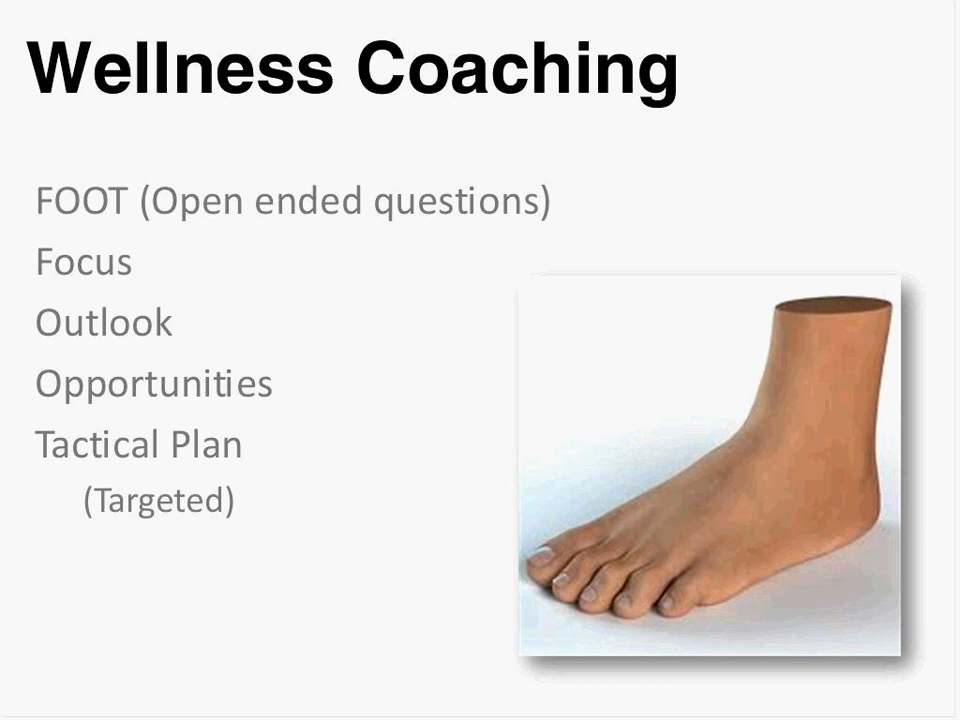 Wellness Coaching
FOOT (Open ended questions)
Focus
Outlook
Opportunities
Tactical Plan
(Targeted)